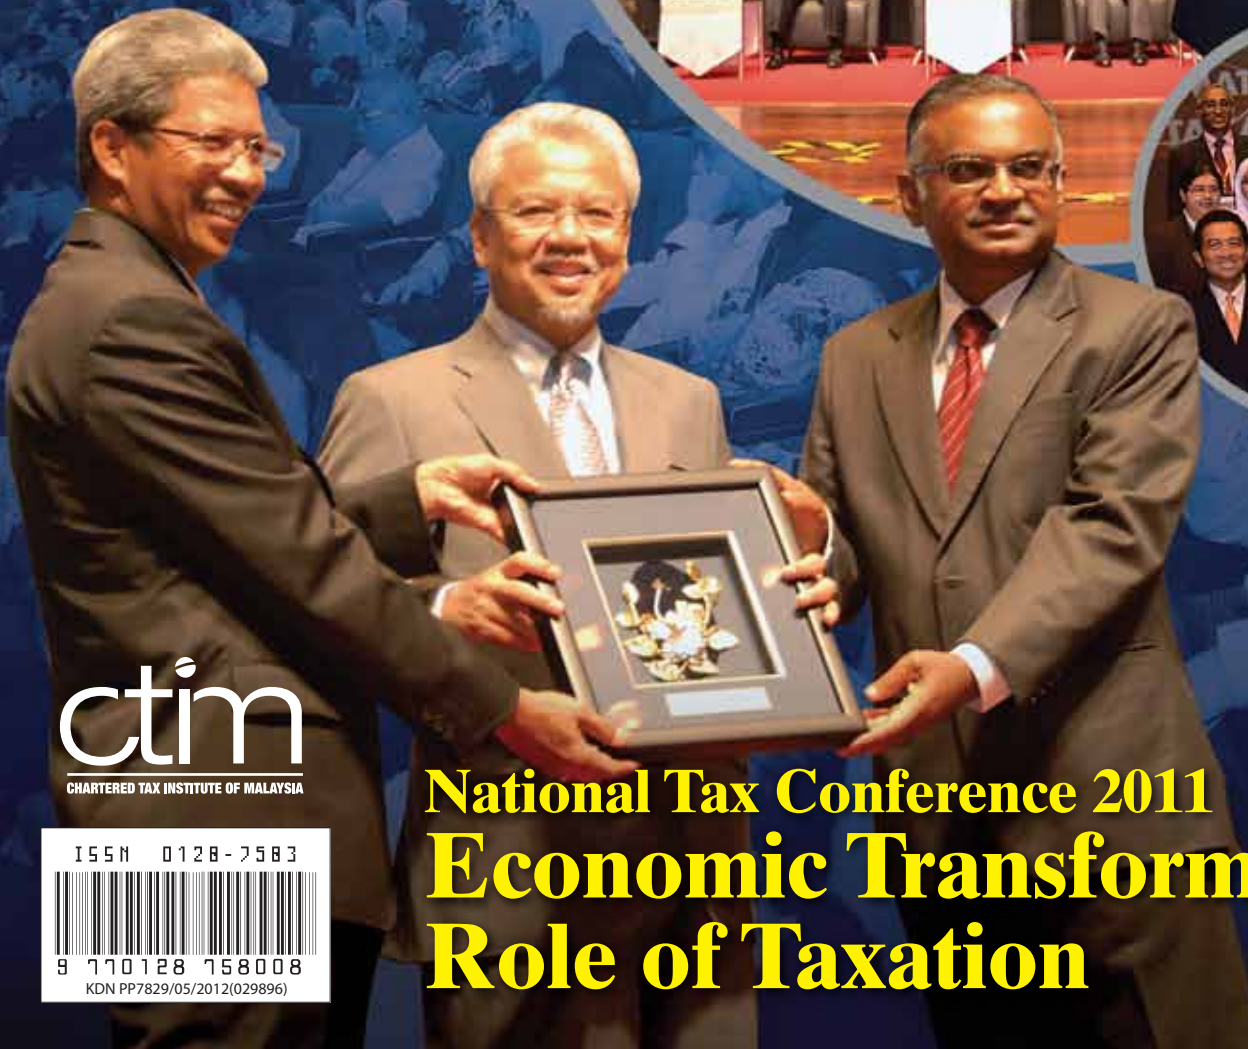 ctim
CHARTERED TAX INSTITUTE OF MALAYSIA
ISSN 0128-7583
9 770128 758008
KDN PP7829/05/2012(029896)
National Tax Conference 2011
Economic Transform
Role of Taxation